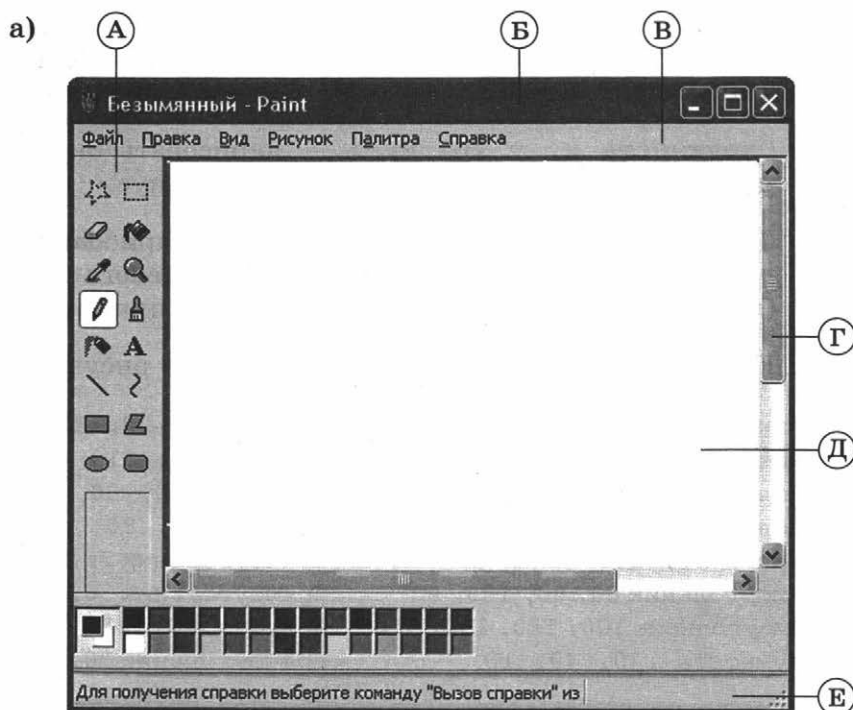 а)
А Б В
Безымянный - Paint
Файл Правка Вид Рисунок Палитра Справка
A
Г
Д
Для получения справки выберите команду "Вызов справки" из
Е